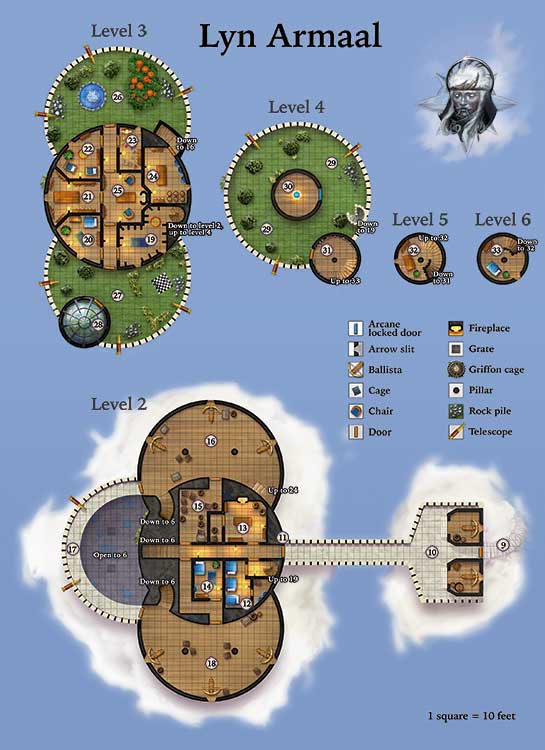 Lyn Armaal
Level 3
26
Down
to 16
22
23
24
21
25
20
19
Down to level 2,
up to level 4
27
28
Level 4
29
30
29
Down
to 19
31
Up to 33
Level 5
32
Up to 32
Down
to 31
Level 6
33
Down
to 32
Arcane
locked door
Arrow slit
Ballista
Cage
Chair
Door
Fireplace
Grate
Griffon cage
Pillar
Rock pile
Telescope
Level 2
16
Up to 24
15
Down to 6
13
Down to 6
11
17
Open to 6
10
9
Down to 6
14
Up to 19
12
18
1 square = 10 feet